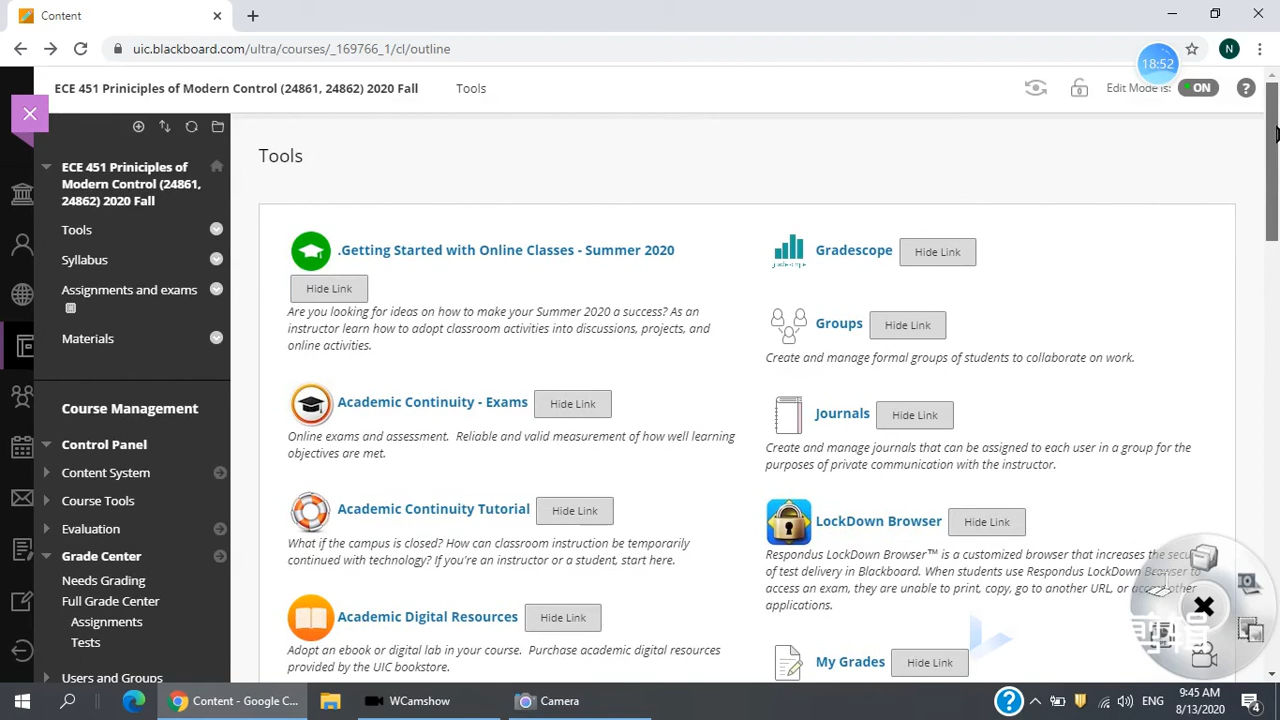 Content
uic.blackboard.com/ultra/courses/_169766_1/cl/outline
N
18:52
ECE 451 Priniciples of Modern Control (24861, 24862) 2020 Fall
Tools
Edit Mode is:
ON
?
ECE 451 Priniciples of
Modern Control (24861,
24862) 2020 Fall
Tools
Syllabus
Assignments and exams
Materials
Course Management
Control Panel
Content System
Course Tools
Evaluation
Grade Center
Needs Grading
Full Grade Center
Assignments
Tests
Users and Groups
Tools
.Getting Started with Online Classes - Summer 2020
Hide Link
Are you looking for ideas on how to make your Summer 2020 a success? As an
instructor learn how to adopt classroom activities into discussions, projects, and
online activities.
Academic Continuity - Exams
Hide Link
Online exams and assessment. Reliable and valid measurement of how well learning
objectives are met.
Academic Continuity Tutorial
Hide Link
What if the campus is closed? How can classroom instruction be temporarily
continued with technology? If you're an instructor or a student, start here.
Academic Digital Resources
Hide Link
Adopt an ebook or digital lab in your course. Purchase academic digital resources
provided by the UIC bookstore.
Gradescope
Hide Link
Groups
Hide Link
Create and manage formal groups of students to collaborate on work.
Journals
Hide Link
Create and manage journals that can be assigned to each user in a group for the
purposes of private communication with the instructor.
LockDown Browser
Hide Link
Respondus LockDown Browser™ is a customized browser that increases the
of test delivery in Blackboard. When students use Respondus LockDown Browser to
access an exam, they are unable to print, copy, go to another URL, or access other
applications.
My Grades
Hide Link
Content - Google C...
WCamshow
Camera
?
ENG
9:45 AM
8/13/2020
4